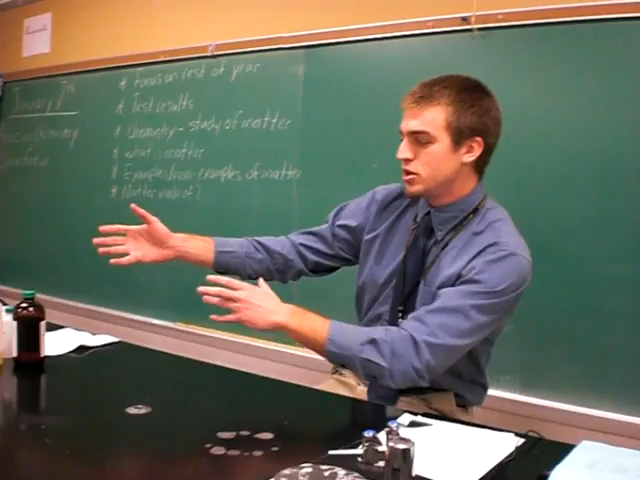 January 7th
* Focus on rest of year
* Test results
* Chemistry - study of matter
* what is matter
* Examples/non-examples of matter
* Matter made of?